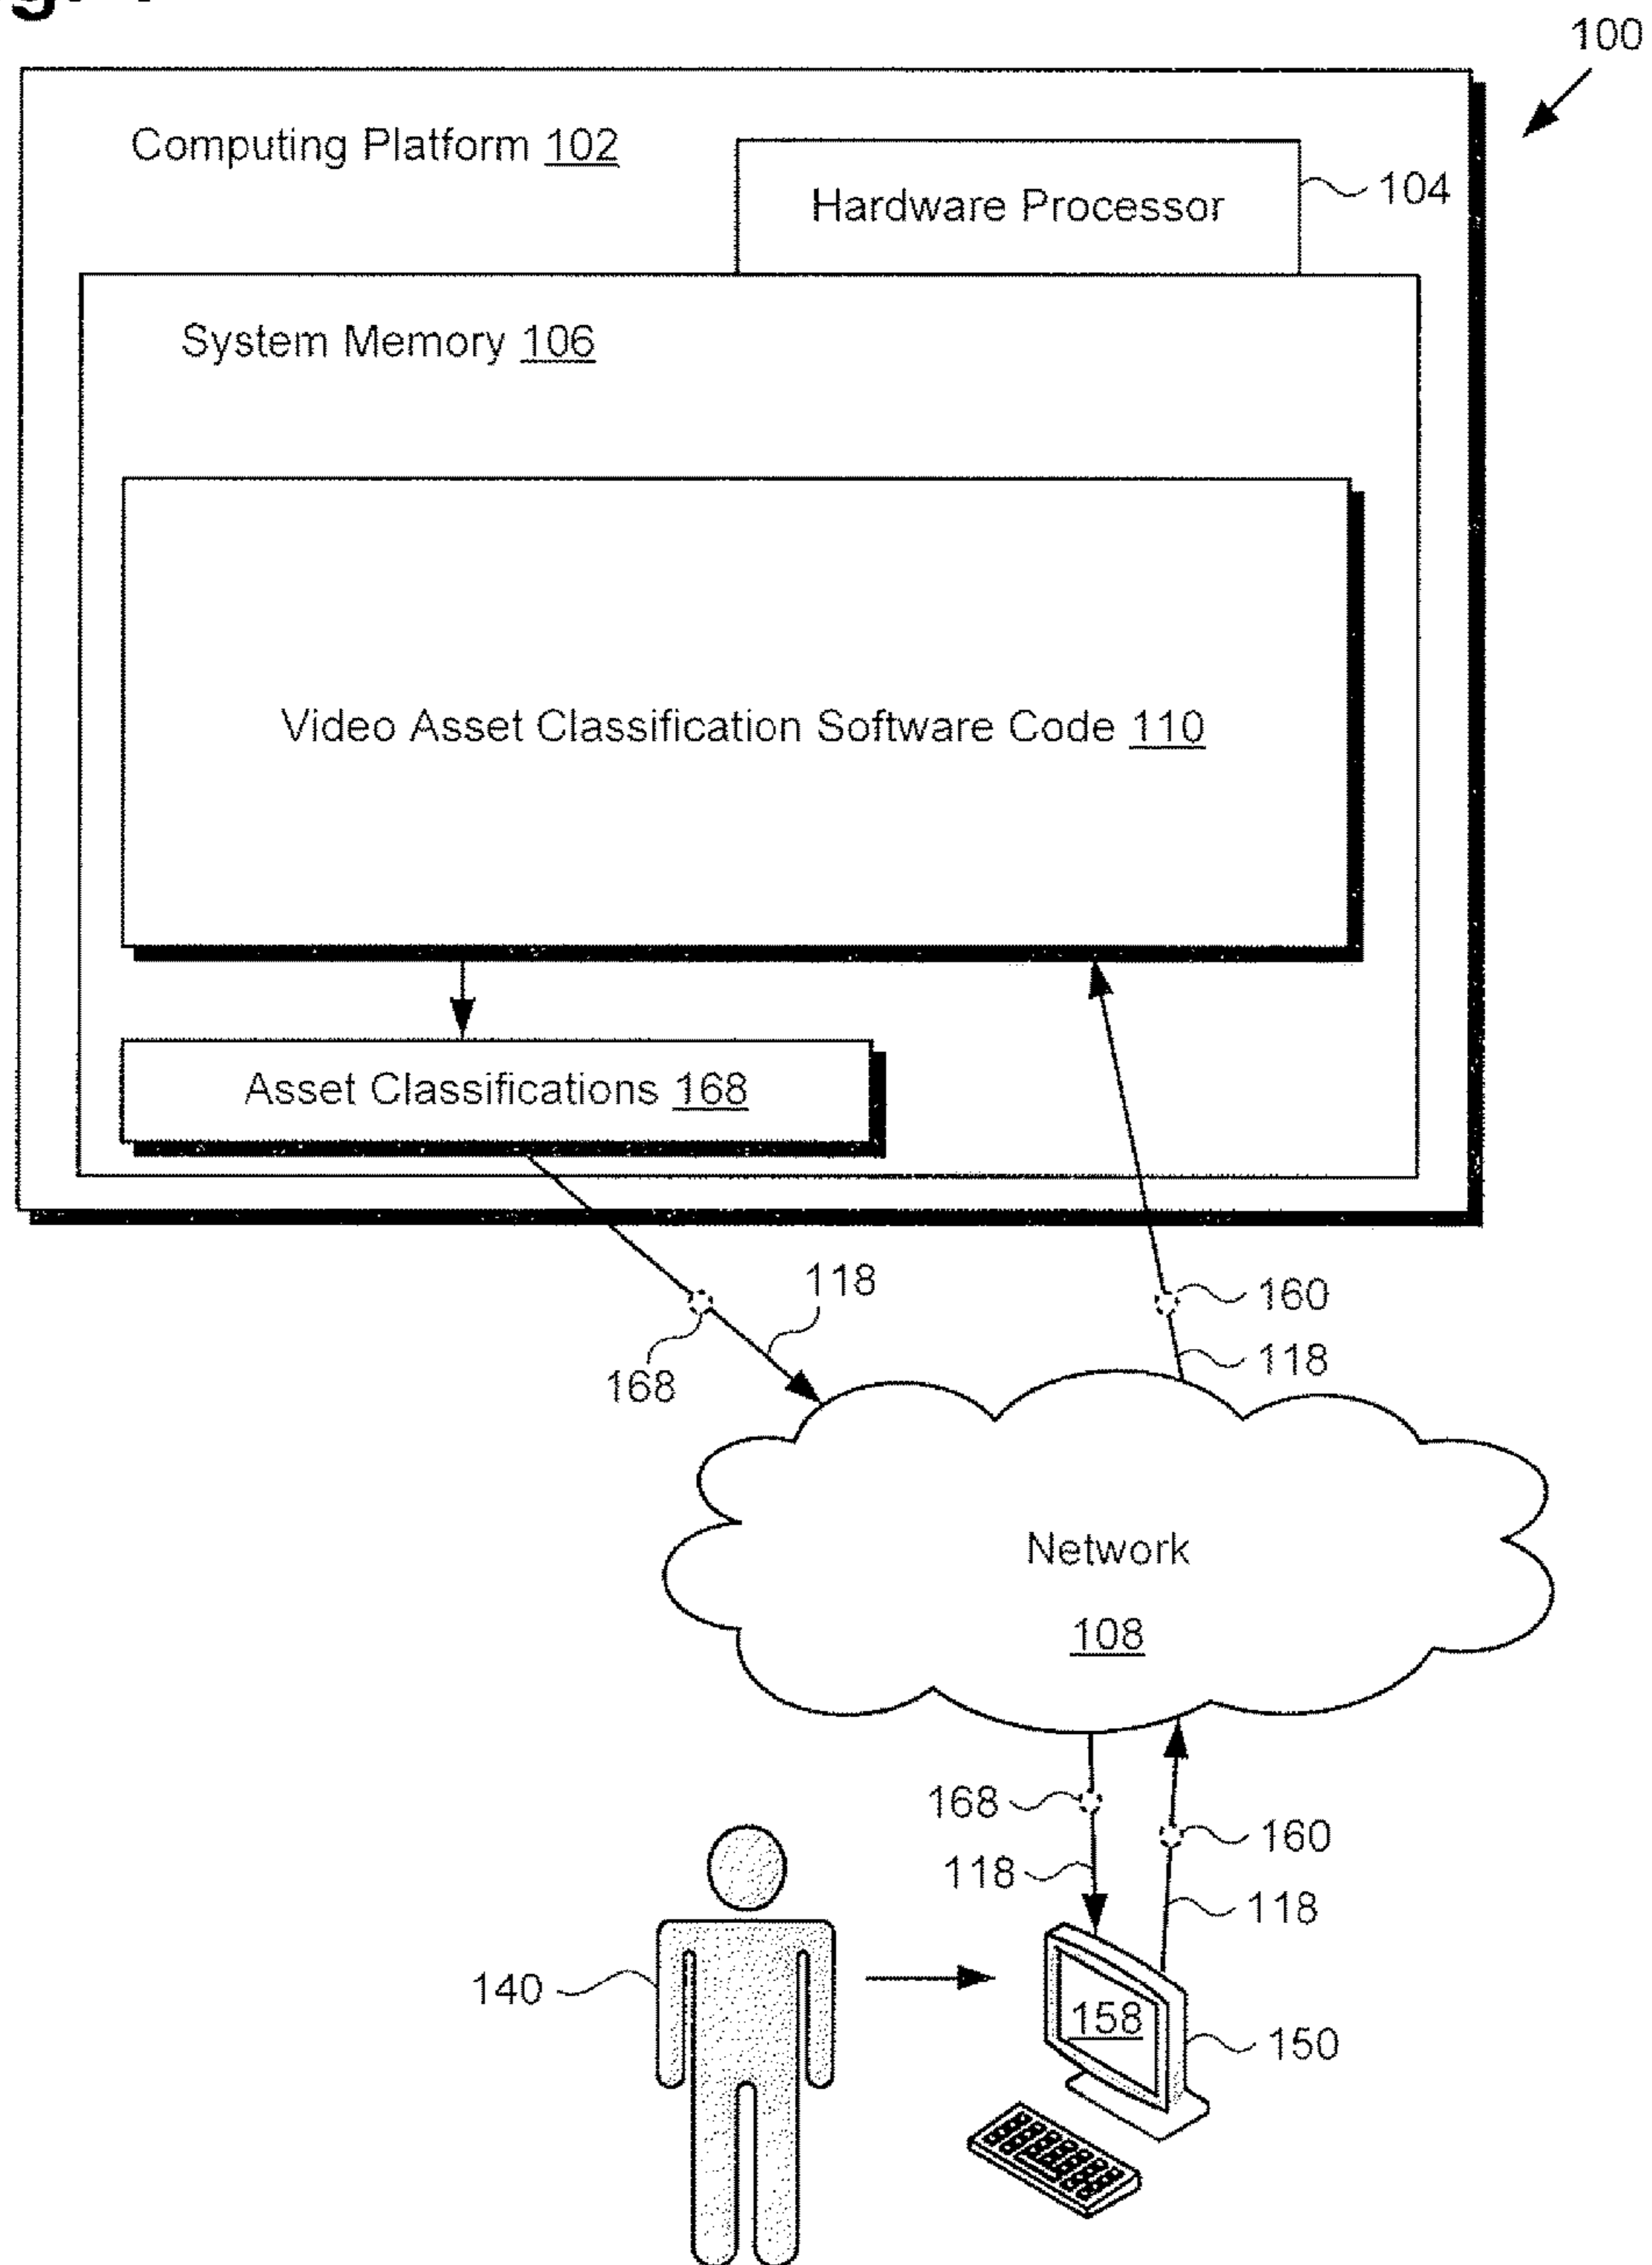 100
Computing Platform 102
Hardware Processor
104
System Memory 106
Video Asset Classification Software Code 110
Asset Classifications 168
118
160
168
118
Network
108
168
160
118
118
140
158
150